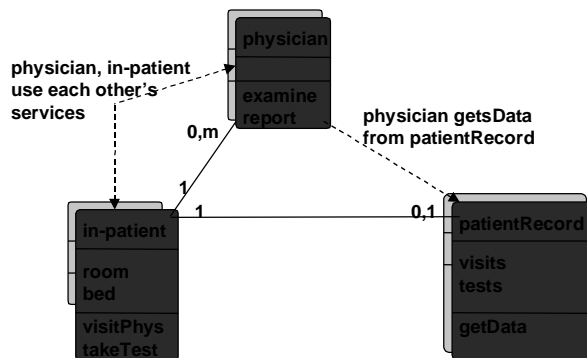 physician
examine
report
physician, in-patient
use each other's
services
physician getsData
from patientRecord
0,m
1
1
0,1
in-patient
room
bed
visitPhys
takeTest
patientRecord
visits
tests
getData